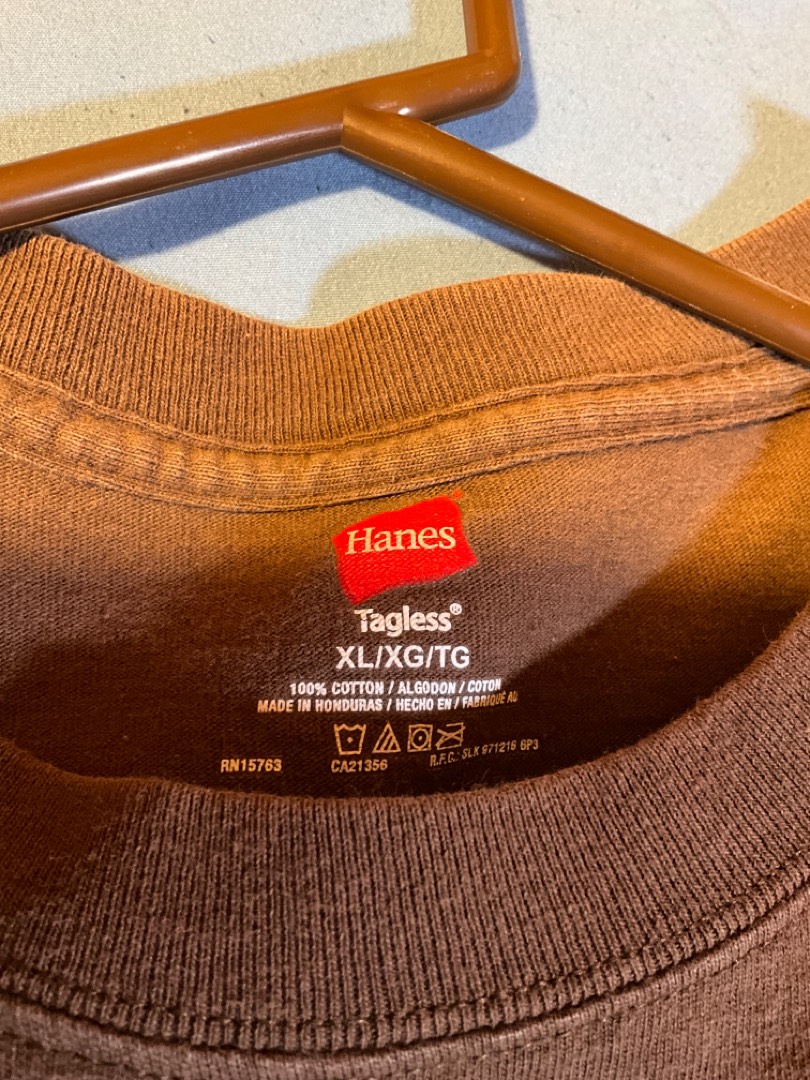 Hanes
Tagless®
XL/XG/TG
100% COTTON / ALGODON / COTON
MADE IN HONDURAS / HECHO EN / FABRIQUÉ AU
RN15763 CA21356 R.F.C.: SLK 971216 6P3